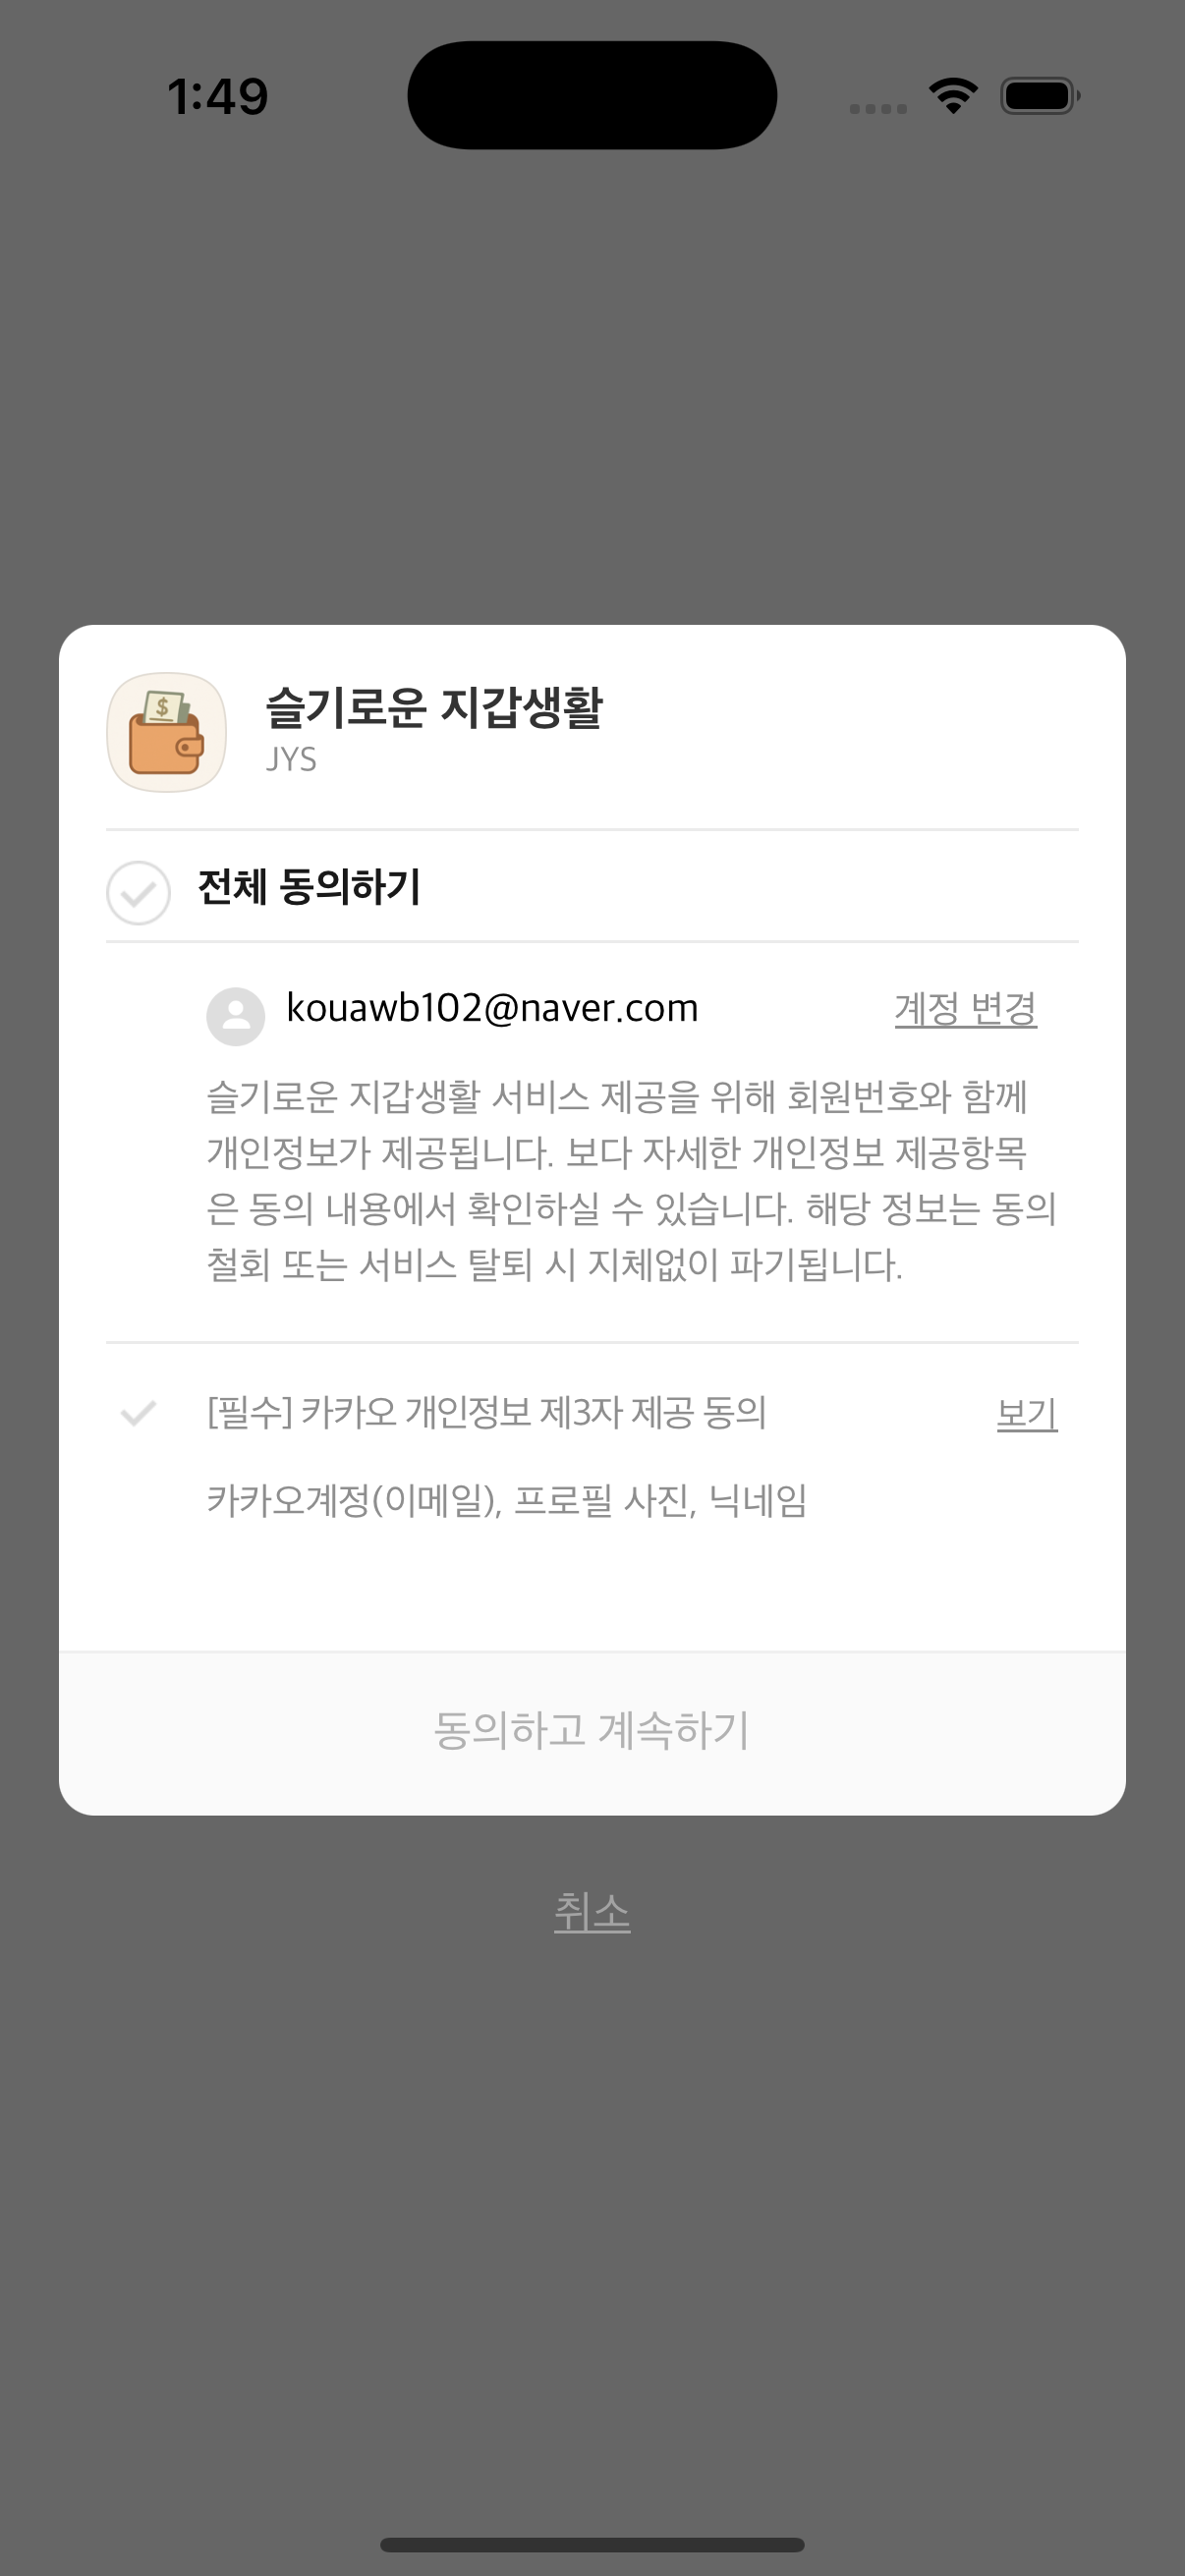 1:49
$
슬기로운 지갑생활
JYS
전체 동의하기
kouawb102@naver.com 계정 변경
슬기로운 지갑생활 서비스 제공을 위해 회원번호와 함께
개인정보가 제공됩니다. 보다 자세한 개인정보 제공항목
은 동의 내용에서 확인하실 수 있습니다. 해당 정보는 동의
철회 또는 서비스 탈퇴 시 지체없이 파기됩니다.
[필수] 카카오 개인정보 제3자 제공 동의 보기
카카오계정(이메일), 프로필 사진, 닉네임
동의하고 계속하기
취소